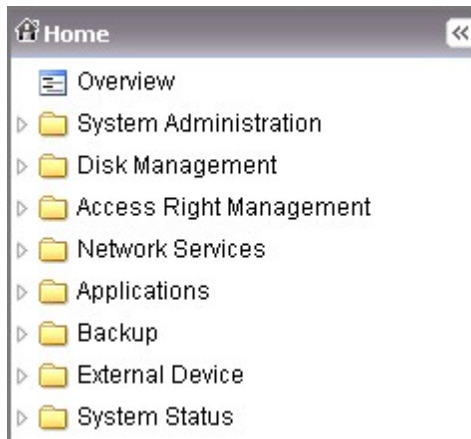 Home
Overview
System Administration
Disk Management
Access Right Management
Network Services
Applications
Backup
External Device
System Status